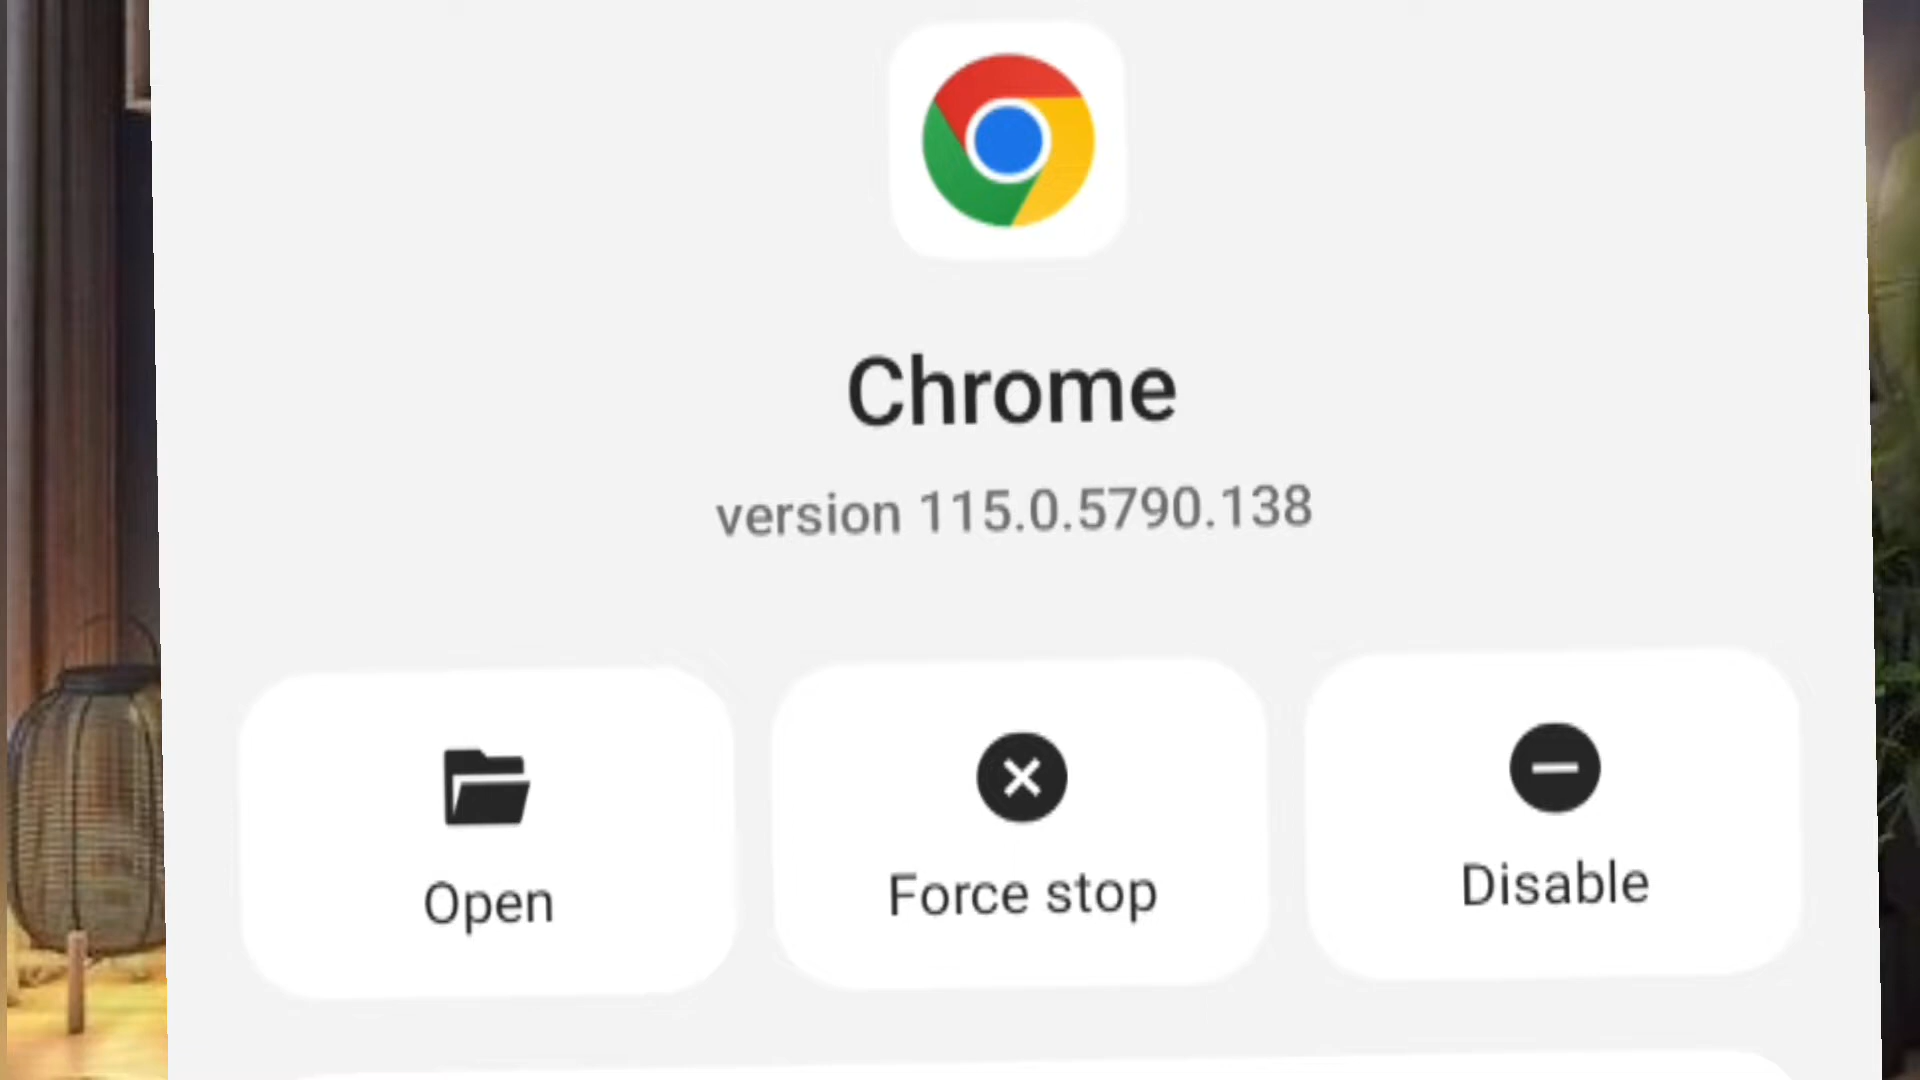 Chrome
version 115.0.5790.138
Open
Force stop
Disable